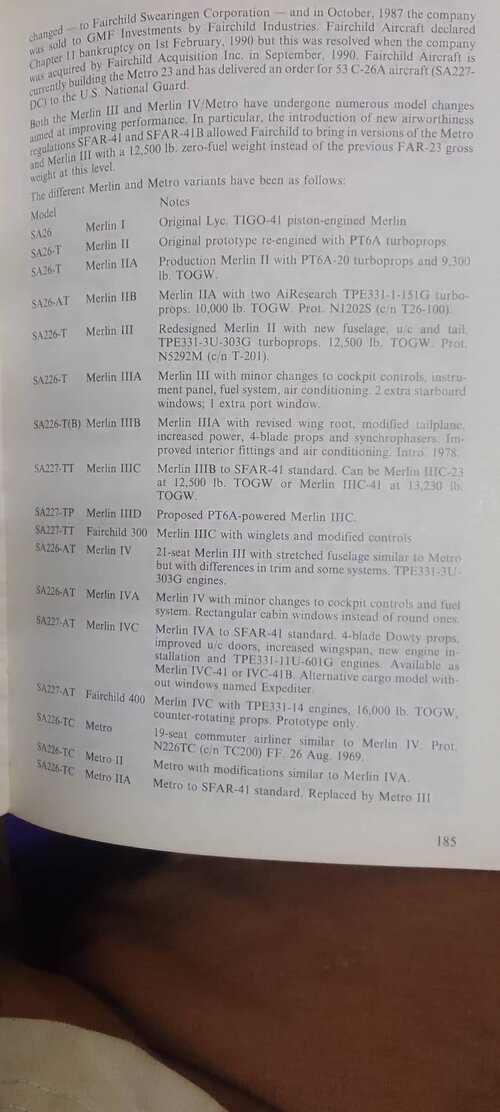 changed — to Fairchild Swearingen Corporation — and in October, 1987 the company
was sold to GMF Investments by Fairchild Industries. Fairchild Aircraft declared
Chapter 11 bankruptcy on 1st February, 1990 but this was resolved when the company
was acquired by Fairchild Acquisition Inc. in September, 1990. Fairchild Aircraft is
currently building the Metro 23 and has delivered an order for 53 C-26A aircraft (SA227-
DC) to the U.S. National Guard.
Both the Merlin III and Merlin IV/Metro have undergone numerous model changes
aimed at improving performance. In particular, the introduction of new airworthiness
regulations SFAR-41 and SFAR-41B allowed Fairchild to bring in versions of the Metro
and Merlin III with a 12,500 lb. zero-fuel weight instead of the previous FAR-23 gross
weight at this level.
The different Merlin and Metro variants have been as follows:
Model Notes
SA26 Merlin I Original Lyc. TIGO-41 piston-engined Merlin
SA26-T Merlin II Original prototype re-engined with PT6A turboprops.
SA26-T Merlin IIA Production Merlin II with PT6A-20 turboprops and 9,300
lb. TOGW.
SA26-AT Merlin IIB Merlin IIA with two AiResearch TPE331-1-151G turbo-
props. 10,000 lb. TOGW. Prot. N1202S (c/n T26-100).
SA226-T Merlin III Redesigned Merlin II with new fuselage, u/c and tail.
TPE331-3U-303G turboprops. 12,500 lb. TOGW. Prot.
N5292M (c/n T-201).
SA226-T Merlin IIIA Merlin III with minor changes to cockpit controls, instru-
ment panel, fuel system, air conditioning. 2 extra starboard
windows; 1 extra port window.
SA226-T(B) Merlin IIIB Merlin IIIA with revised wing root, modified tailplane,
increased power, 4-blade props and synchrophasers. Im-
proved interior fittings and air conditioning. Intro. 1978.
SA227-TT Merlin IIIC Merlin IIIB to SFAR-41 standard. Can be Merlin IIIC-23
at 12,500 lb. TOGW or Merlin IIIC-41 at 13,230 lb.
TOGW.
SA227-TP Merlin IIID Proposed PT6A-powered Merlin IIIC.
SA227-TT Fairchild 300 Merlin IIIC with winglets and modified controls
SA226-AT Merlin IV 21-seat Merlin III with stretched fuselage similar to Metro
but with differences in trim and some systems. TPE331-3U-
303G engines.
SA226-AT Merlin IVA Merlin IV with minor changes to cockpit controls and fuel
system. Rectangular cabin windows instead of round ones.
SA227-AT Merlin IVC Merlin IVA to SFAR-41 standard. 4-blade Dowty props,
improved u/c doors, increased wingspan, new engine in-
stallation and TPE331-11U-601G engines. Available as
Merlin IVC-41 or IVC-41B. Alternative cargo model with-
out windows named Expediter.
SA227-AT Fairchild 400 Merlin IVC with TPE331-14 engines, 16,000 lb. TOGW,
counter-rotating props. Prototype only.
SA226-TC Metro 19-seat commuter airliner similar to Merlin IV. Prot.
N226TC (c/n TC200) FF. 26 Aug. 1969.
SA226-TC Metro II Metro with modifications similar to Merlin IVA.
SA226-TC Metro IIA Metro to SFAR-41 standard. Replaced by Metro III
185